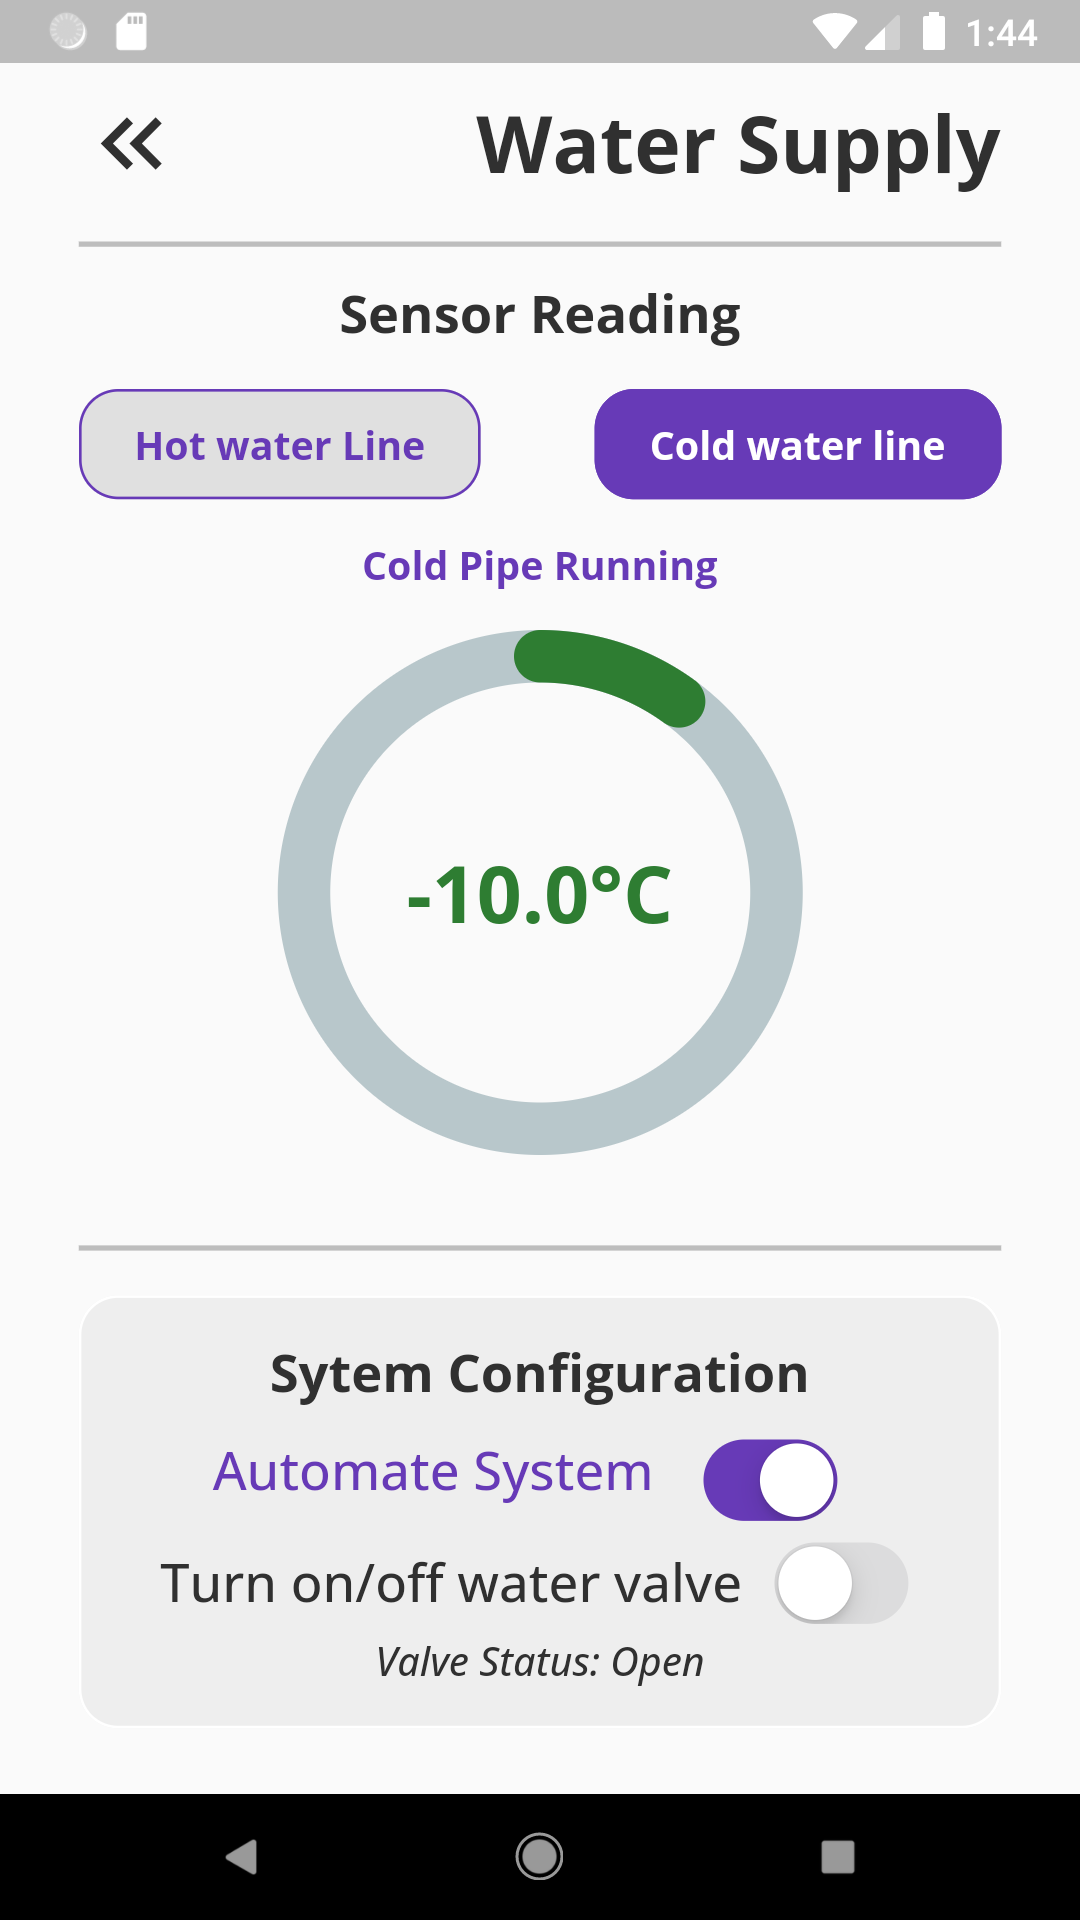 1:44
Water Supply
Sensor Reading
Hot water Line
Cold water line
Cold Pipe Running
-10.0°C
Sytem Configuration
Automate System
Turn on/off water valve
Valve Status: Open